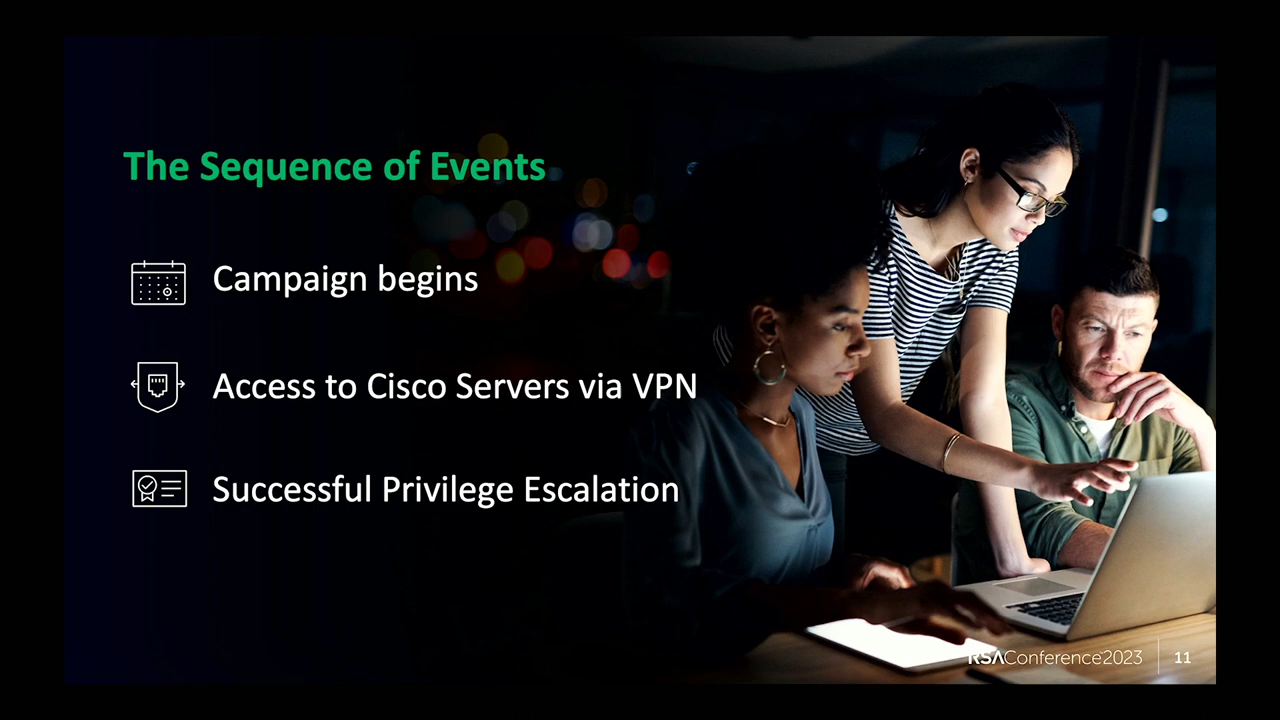 The Sequence of Events
Campaign begins
Access to Cisco Servers via VPN
Successful Privilege Escalation
RSAConference2023
11